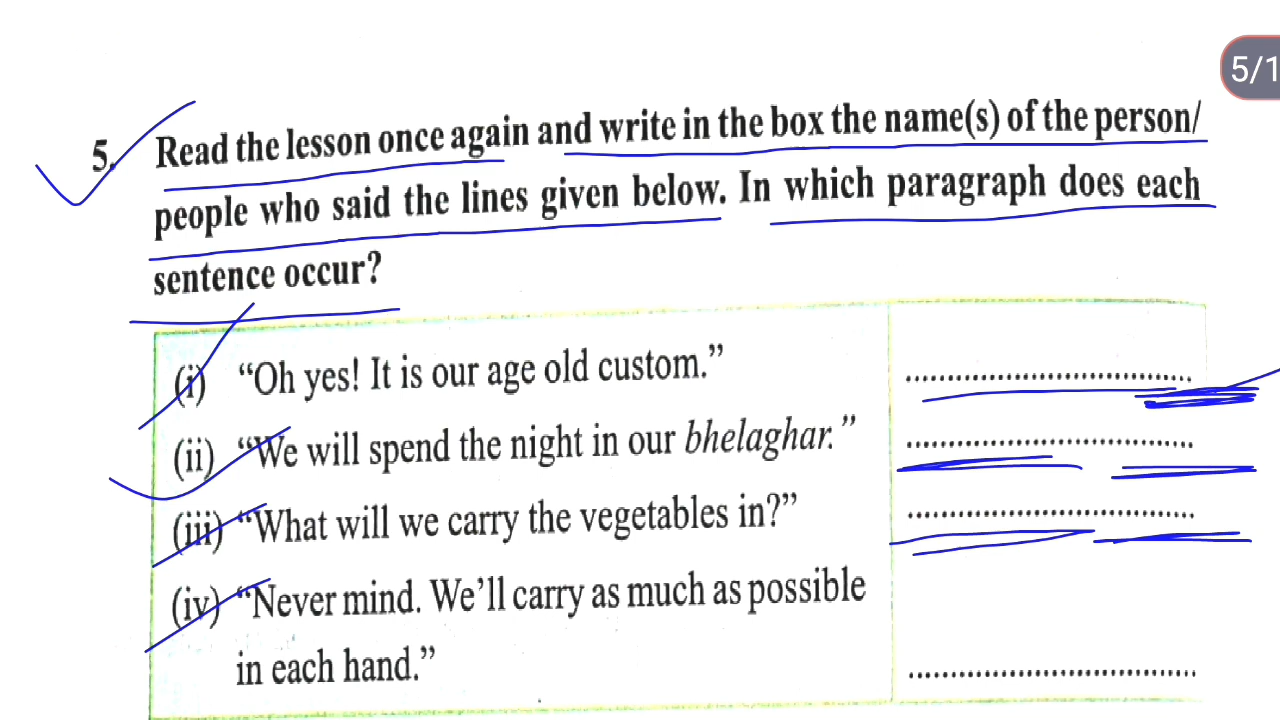 5/1
5. Read the lesson once again and write in the box the name(s) of the person/
people who said the lines given below. In which paragraph does each
sentence occur?
(i) “Oh yes! It is our age old custom.” ..............................
(ii) “We will spend the night in our bhelaghar.” ..............................
(iii) “What will we carry the vegetables in?” ..............................
(iv) “Never mind. We’ll carry as much as possible
in each hand.” ..............................